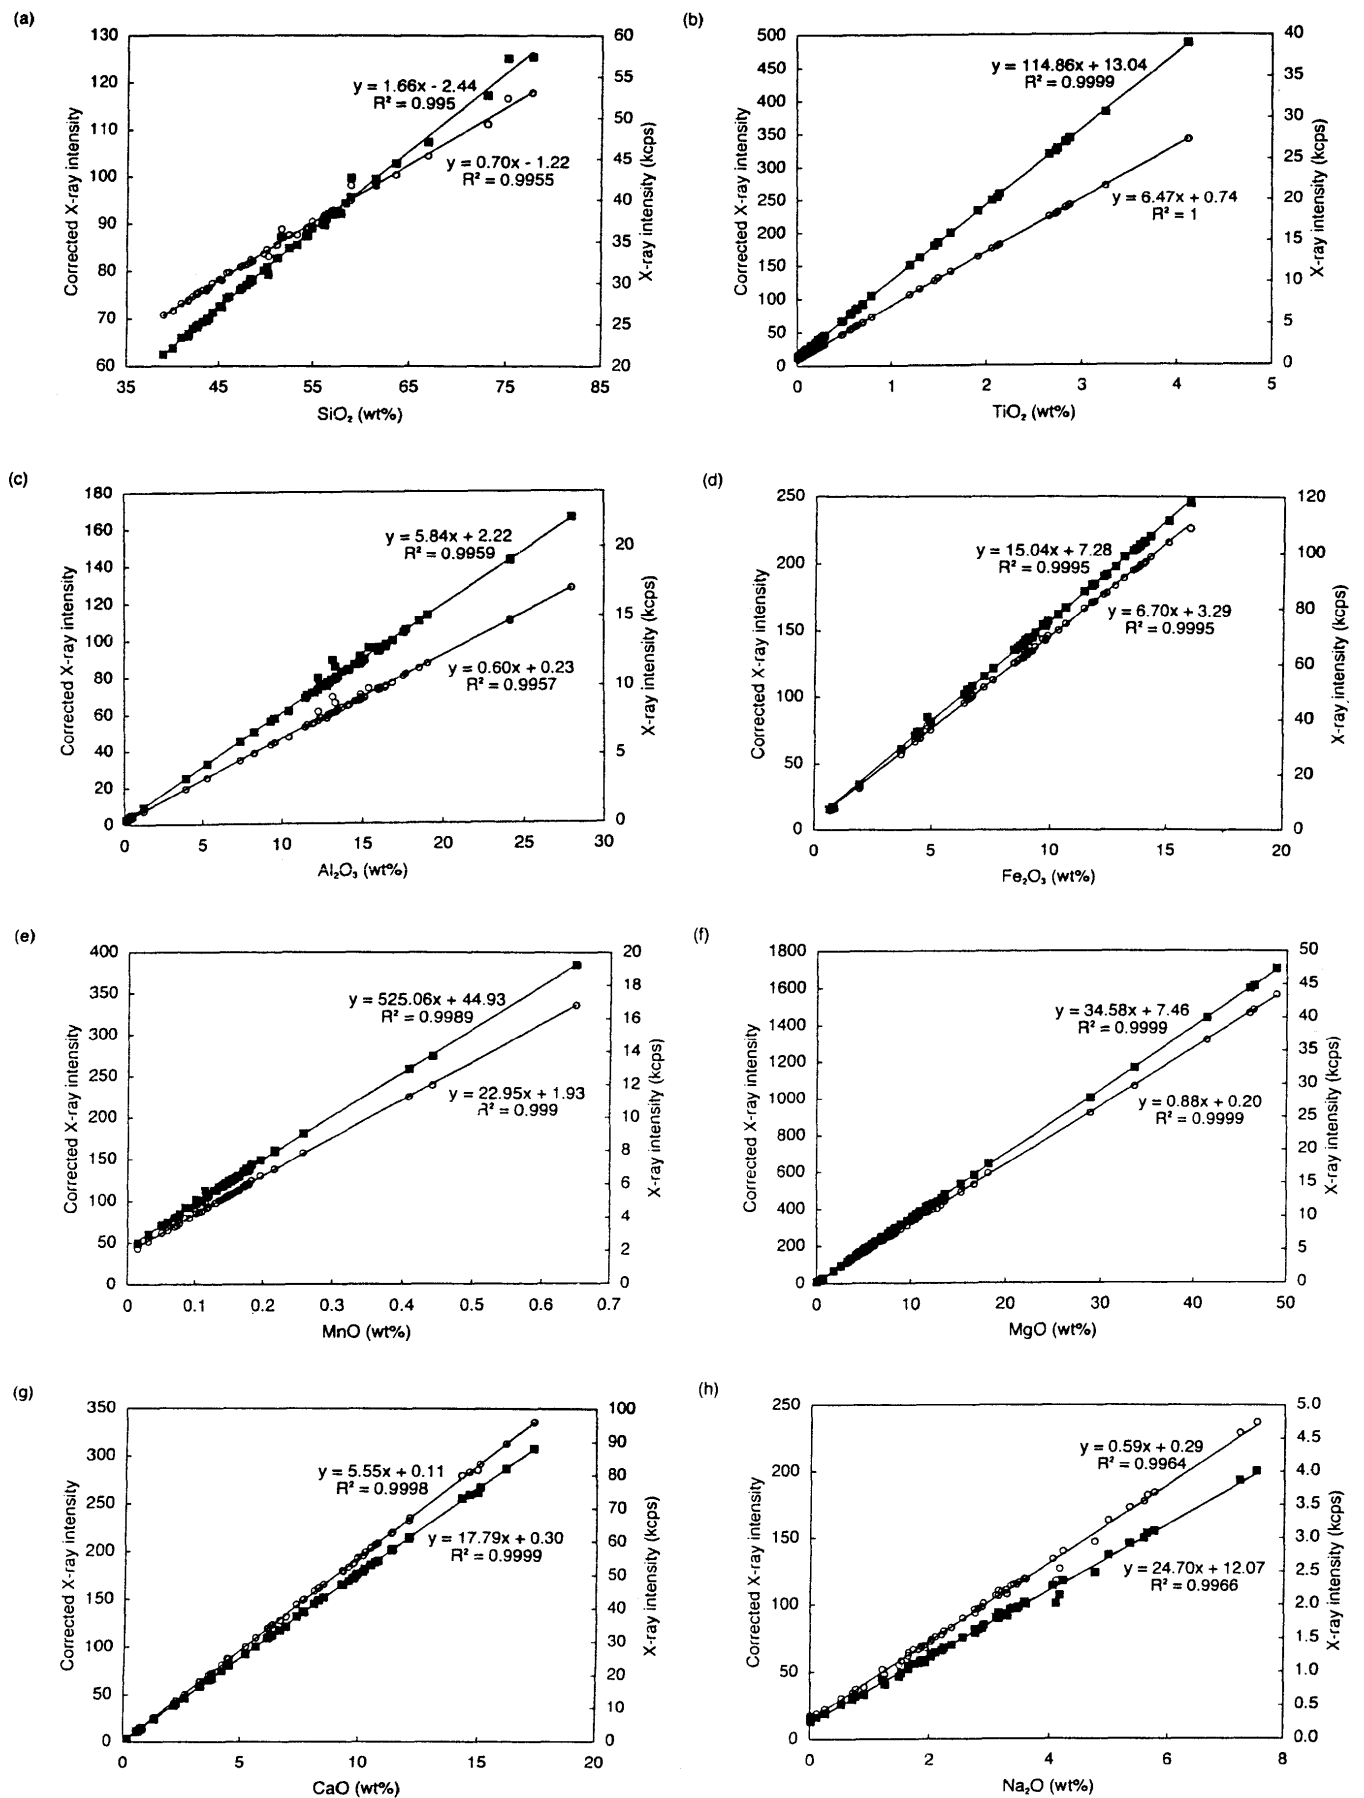 (a)
130
120
110
100
90
80
70
60
60
55
50
45
40
35
30
25
20
y = 1.66x - 2.44
R² = 0.995
y = 0.70x - 1.22
R² = 0.9955
Corrected X-ray intensity
X-ray intensity (kcps)
35 45 55 65 75 85
SiO₂ (wt%)
(b)
500
450
400
350
300
250
200
150
100
50
0
40
35
30
25
20
15
10
5
0
y = 114.86x + 13.04
R² = 0.9999
y = 6.47x + 0.74
R² = 1
Corrected X-ray intensity
X-ray intensity (kcps)
0 1 2 3 4 5
TiO₂ (wt%)
(c)
180
160
140
120
100
80
60
40
20
0
20
15
10
5
0
y = 5.84x + 2.22
R² = 0.9959
y = 0.60x + 0.23
R² = 0.9957
Corrected X-ray intensity
X-ray intensity (kcps)
0 5 10 15 20 25 30
Al₂O₃ (wt%)
(d)
250
200
150
100
50
0
120
100
80
60
40
20
0
y = 15.04x + 7.28
R² = 0.9995
y = 6.70x + 3.29
R² = 0.9995
Corrected X-ray intensity
X-ray intensity (kcps)
0 5 10 15 20
Fe₂O₃ (wt%)
(e)
400
350
300
250
200
150
100
50
0
20
18
16
14
12
10
8
6
4
2
0
y = 525.06x + 44.93
R² = 0.9989
y = 22.95x + 1.93
R² = 0.999
Corrected X-ray intensity
X-ray intensity (kcps)
0 0.1 0.2 0.3 0.4 0.5 0.6 0.7
MnO (wt%)
(f)
1800
1600
1400
1200
1000
800
600
400
200
0
50
45
40
35
30
25
20
15
10
5
0
y = 34.58x + 7.46
R² = 0.9999
y = 0.88x + 0.20
R² = 0.9999
Corrected X-ray intensity
X-ray intensity (kcps)
0 10 20 30 40 50
MgO (wt%)
(g)
350
300
250
200
150
100
50
0
100
90
80
70
60
50
40
30
20
10
0
y = 5.55x + 0.11
R² = 0.9998
y = 17.79x + 0.30
R² = 0.9999
Corrected X-ray intensity
X-ray intensity (kcps)
0 5 10 15 20
CaO (wt%)
(h)
250
200
150
100
50
0
5.0
4.5
4.0
3.5
3.0
2.5
2.0
1.5
1.0
0.5
0.0
y = 0.59x + 0.29
R² = 0.9964
y = 24.70x + 12.07
R² = 0.9966
Corrected X-ray intensity
X-ray intensity (kcps)
0 2 4 6 8
Na₂O (wt%)